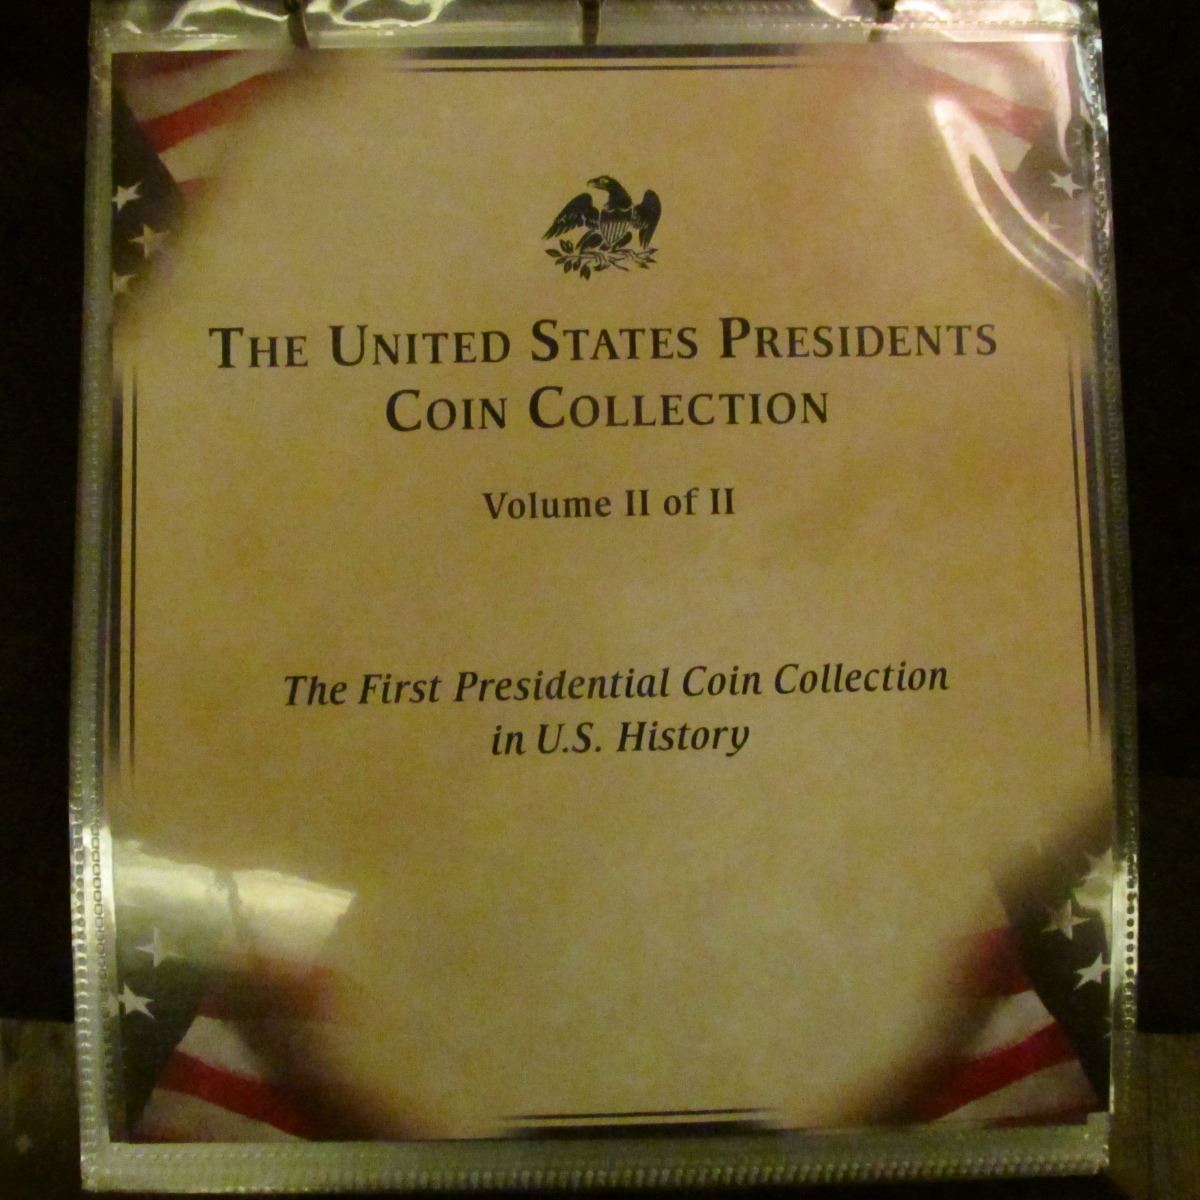 THE UNITED STATES PRESIDENTS
COIN COLLECTION
Volume II of II
The First Presidential Coin Collection
in U.S. History